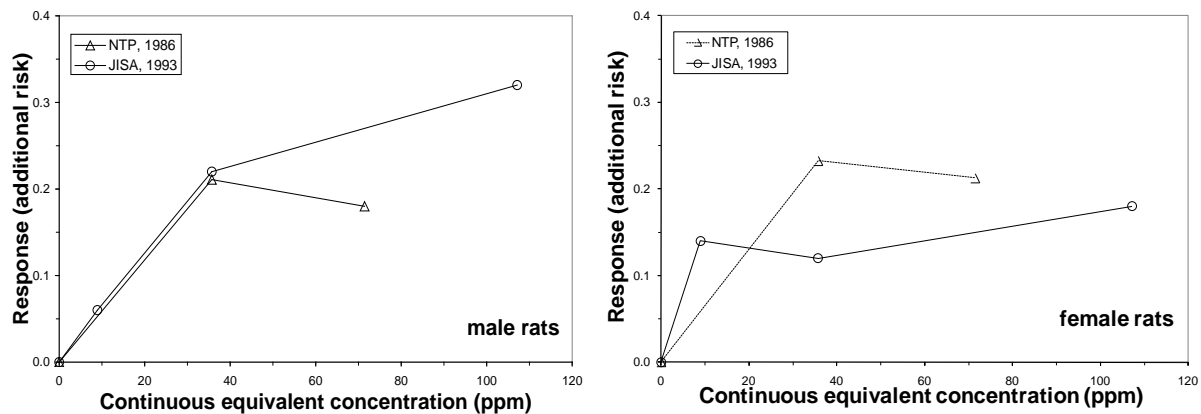 0.4
NTP, 1986
JISA, 1993
0.3
0.2
0.1
0.0
Response (additional risk)
male rats
0 20 40 60 80 100 120
Continuous equivalent concentration (ppm)
0.4
NTP, 1986
JISA, 1993
0.3
0.2
0.1
0.0
Response (additional risk)
female rats
0 20 40 60 80 100 120
Continuous equivalent concentration (ppm)